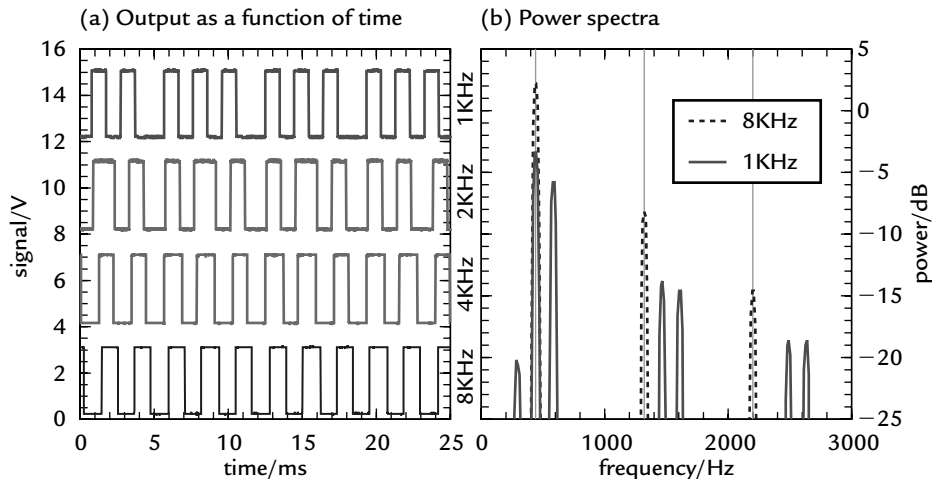 (a) Output as a function of time
(b) Power spectra
16
14
12
10
8
6
4
2
0
signal/V
0 5 10 15 20 25
time/ms
1KHz
2KHz
4KHz
8KHz
8KHz
1KHz
5
0
−5
−10
−15
−20
−25
power/dB
0 1000 2000 3000
frequency/Hz